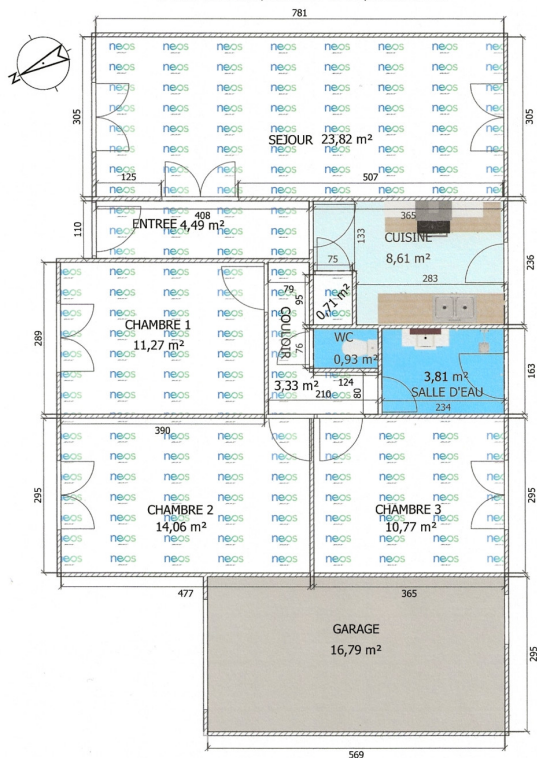 781
305
305
SEJOUR 23,82 m²
125
507
408
365
ENTREE 4,49 m²
110
133
CUISINE
8,61 m²
236
75
283
79
95
0,71 m²
CHAMBRE 1
11,27 m²
289
COULOIR
WC
0,93 m²
76
3,33 m²
124
210
80
3,81 m²
SALLE D'EAU
234
163
390
295
CHAMBRE 2
14,06 m²
CHAMBRE 3
10,77 m²
295
477
365
GARAGE
16,79 m²
295
569
N
neos